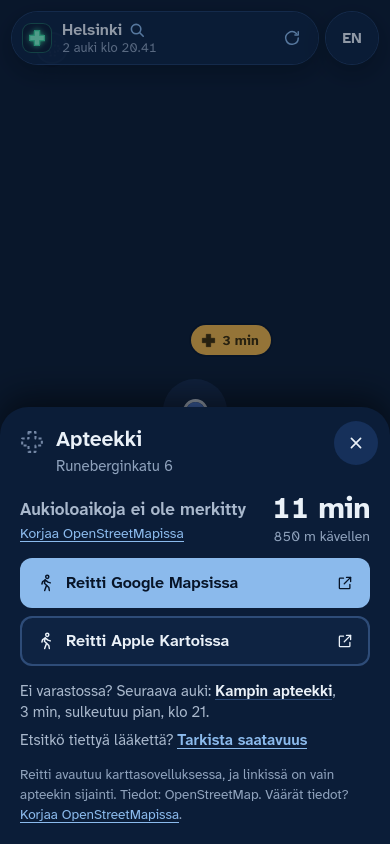 Helsinki
2 auki klo 20.41
EN
3 min
Apteekki
Runeberginkatu 6
Aukioloaikoja ei ole merkitty
Korjaa OpenStreetMapissa
11 min
850 m kävellen
Reitti Google Mapsissa
Reitti Apple Kartoissa
Ei varastossa? Seuraava auki: Kampin apteekki,
3 min, sulkeutuu pian, klo 21.
Etsitkö tiettyä lääkettä? Tarkista saatavuus
Reitti avautuu karttasovelluksessa, ja linkissä on vain
apteekin sijainti. Tiedot: OpenStreetMap. Väärät tiedot?
Korjaa OpenStreetMapissa.